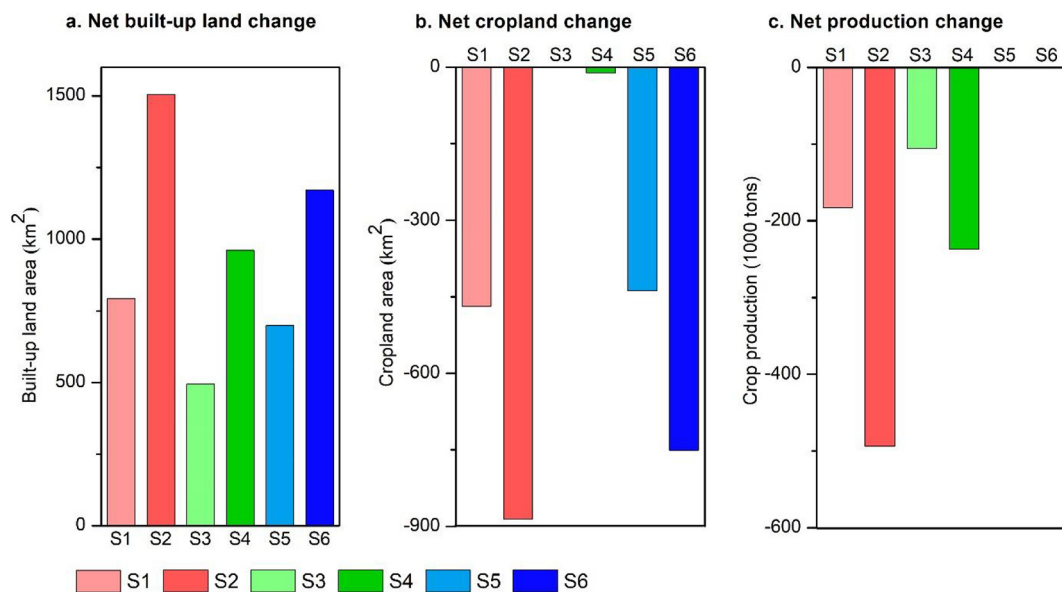 a. Net built-up land change
Built-up land area (km²)
1500
1000
500
0
S1 S2 S3 S4 S5 S6
b. Net cropland change
S1 S2 S3 S4 S5 S6
Cropland area (km²)
0
-300
-600
-900
c. Net production change
S1 S2 S3 S4 S5 S6
Crop production (1000 tons)
0
-200
-400
-600
S1 S2 S3 S4 S5 S6